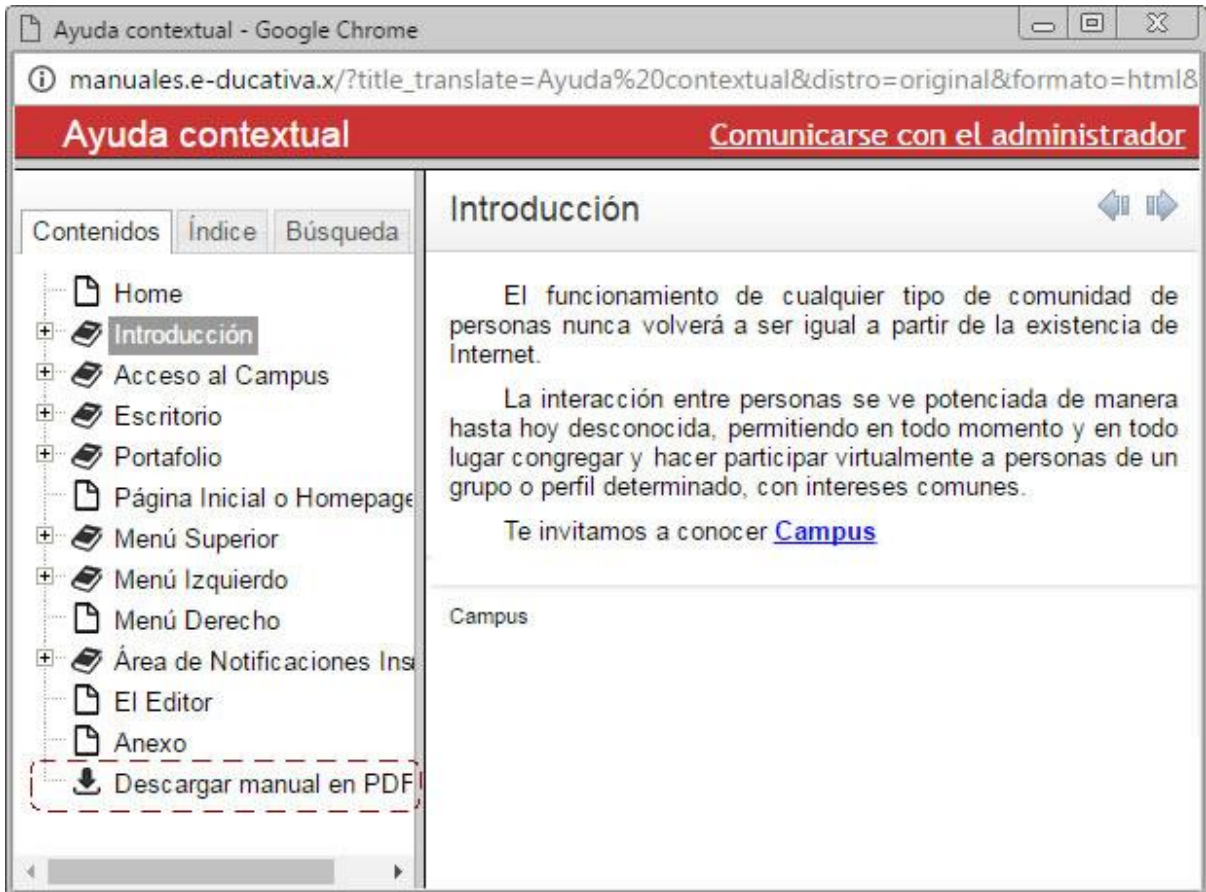 Ayuda contextual - Google Chrome
manuales.e-ducativa.x/?title_translate=Ayuda%20contextual&distro=original&formato=html&
Ayuda contextual
Comunicarse con el administrador
Contenidos
Índice
Búsqueda
Home
Introducción
Acceso al Campus
Escritorio
Portafolio
Página Inicial o Homepage
Menú Superior
Menú Izquierdo
Menú Derecho
Área de Notificaciones Ins
El Editor
Anexo
Descargar manual en PDF
Introducción
El funcionamiento de cualquier tipo de comunidad de
personas nunca volverá a ser igual a partir de la existencia de
Internet.
La interacción entre personas se ve potenciada de manera
hasta hoy desconocida, permitiendo en todo momento y en todo
lugar congregar y hacer participar virtualmente a personas de un
grupo o perfil determinado, con intereses comunes.
Te invitamos a conocer Campus
Campus